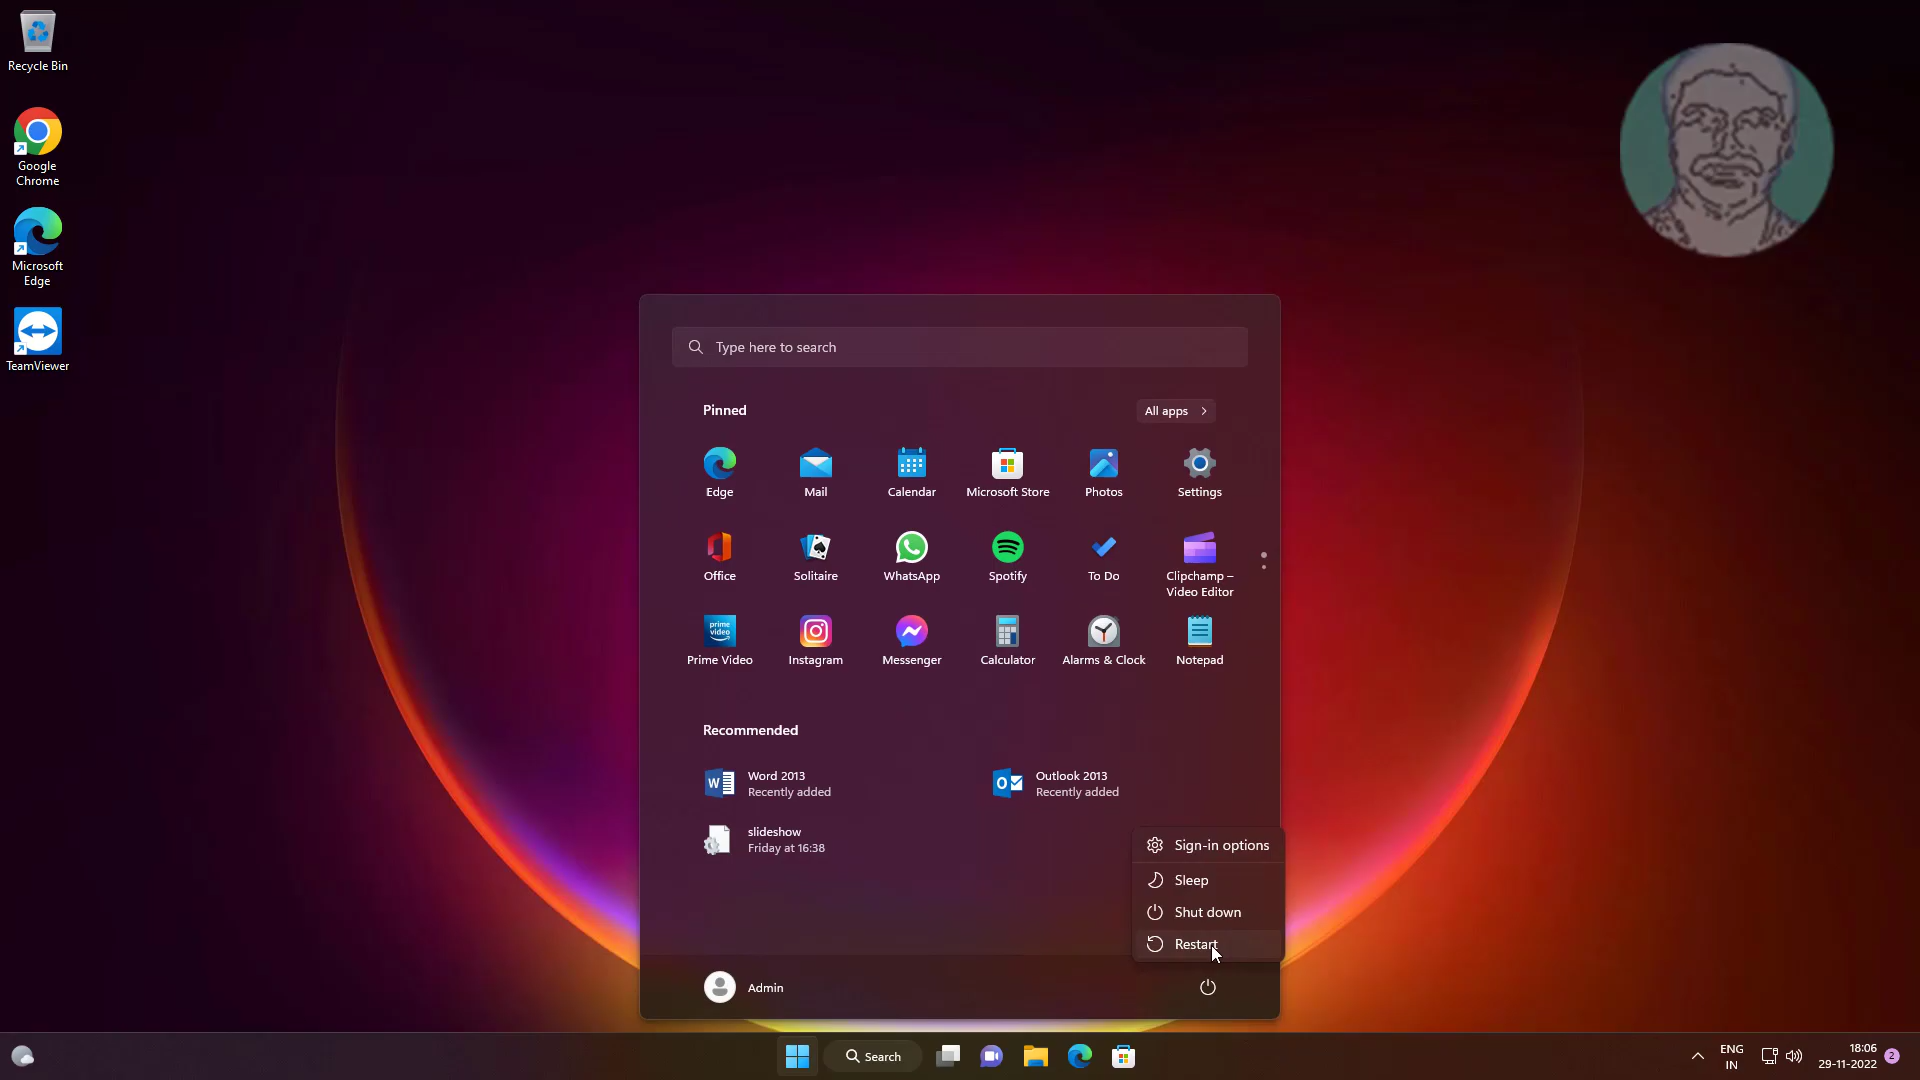 Recycle Bin
Google
Chrome
Microsoft
Edge
TeamViewer
Type here to search
Pinned
All apps
Edge
Mail
Calendar
Microsoft Store
Photos
Settings
Office
Solitaire
WhatsApp
Spotify
To Do
Clipchamp –
Video Editor
prime
video
Prime Video
Instagram
Messenger
Calculator
Alarms & Clock
Notepad
Recommended
W
Word 2013
Recently added
O
Outlook 2013
Recently added
slideshow
Friday at 16:38
Sign-in options
Sleep
Shut down
Restart
Admin
Search
ENG
IN
18:06
29-11-2022
2